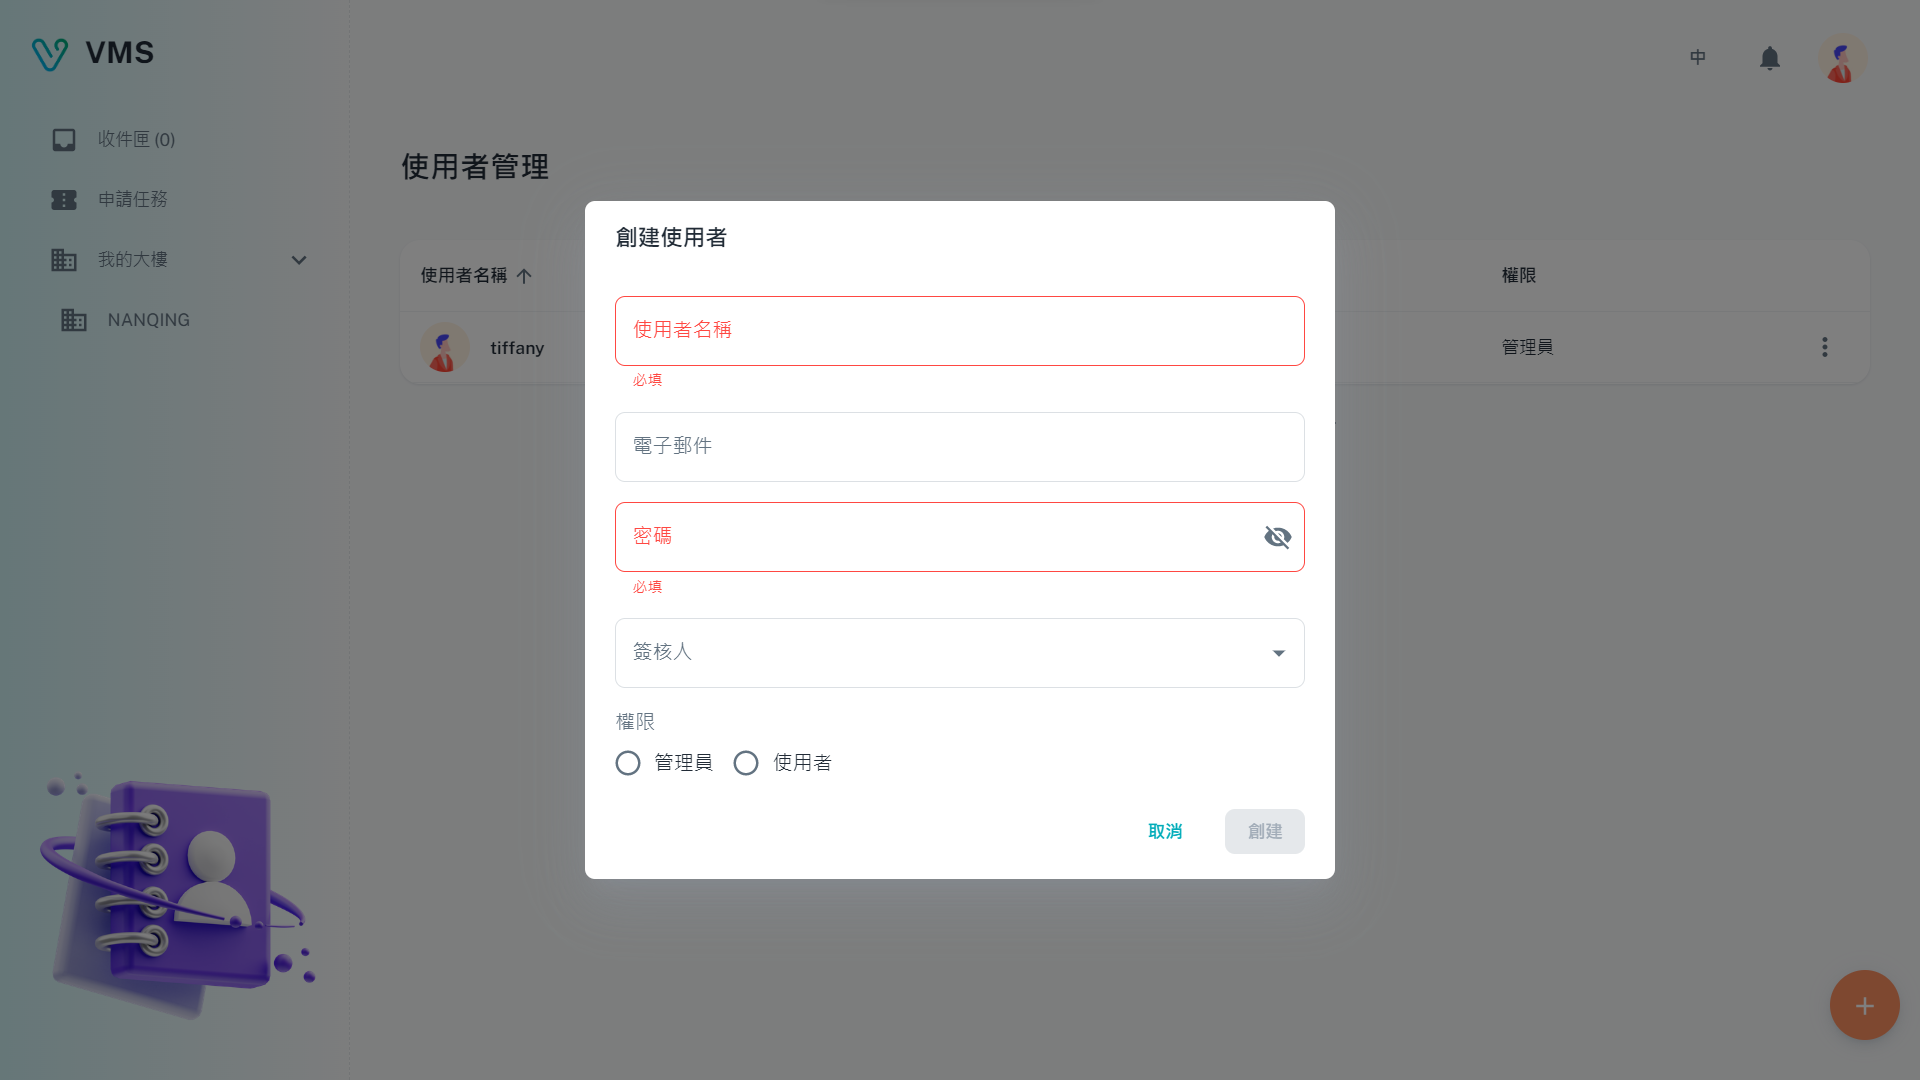 VMS
中
收件匣 (0)
申請任務
我的大樓
NANQING
使用者管理
使用者名稱
權限
tiffany
管理員
創建使用者
使用者名稱
必填
電子郵件
密碼
必填
簽核人
權限
管理員
使用者
取消
創建